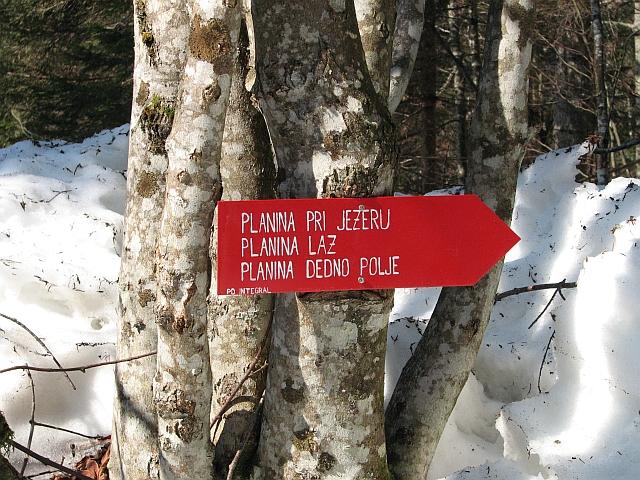 PLANINA PRI JEZERU
PLANINA LAZ
PLANINA DEDNO POLJE
PD INTEGRAL